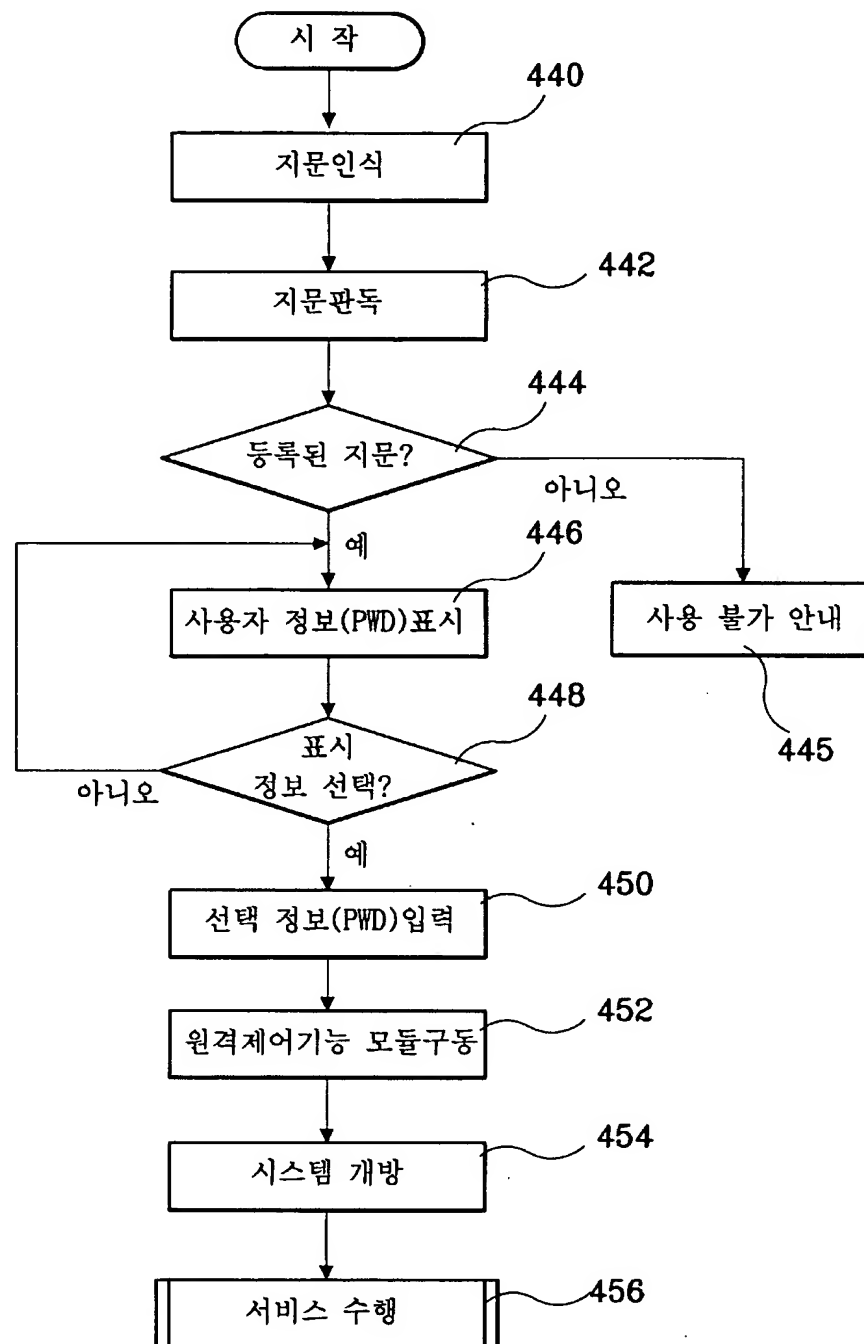 시 작
440
지문인식
442
지문판독
444
등록된 지문?
아니오
예
446
사용자 정보(PWD)표시
사용 불가 안내
445
448
표시
정보 선택?
아니오
예
450
선택 정보(PWD)입력
452
원격제어기능 모듈구동
454
시스템 개방
456
서비스 수행